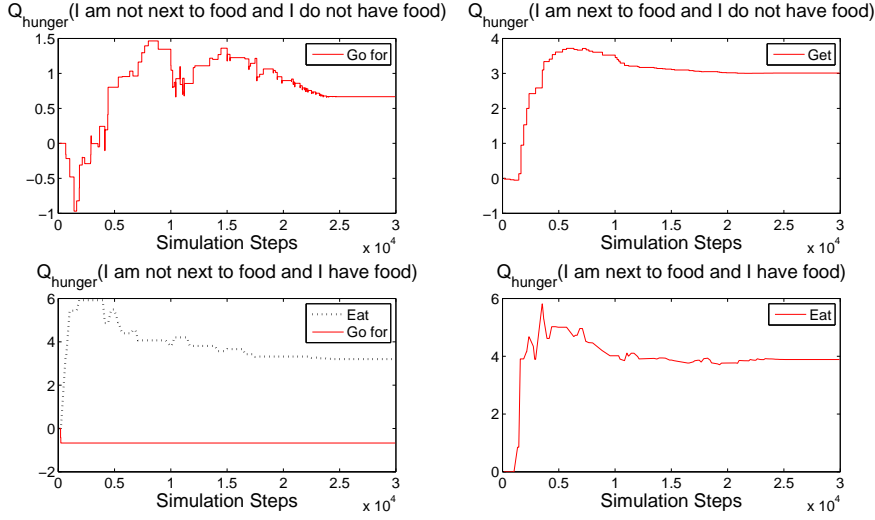 Q_hunger(I am not next to food and I do not have food)
1.5
1
0.5
0
−0.5
−1
Go for
0 0.5 1 1.5 2 2.5 3
x 10^4
Simulation Steps
Q_hunger(I am next to food and I do not have food)
4
3
2
1
0
−1
Get
0 0.5 1 1.5 2 2.5 3
x 10^4
Simulation Steps
Q_hunger(I am not next to food and I have food)
6
4
2
0
−2
Eat
Go for
0 0.5 1 1.5 2 2.5 3
x 10^4
Simulation Steps
Q_hunger(I am next to food and I have food)
6
4
2
0
Eat
0 0.5 1 1.5 2 2.5 3
x 10^4
Simulation Steps